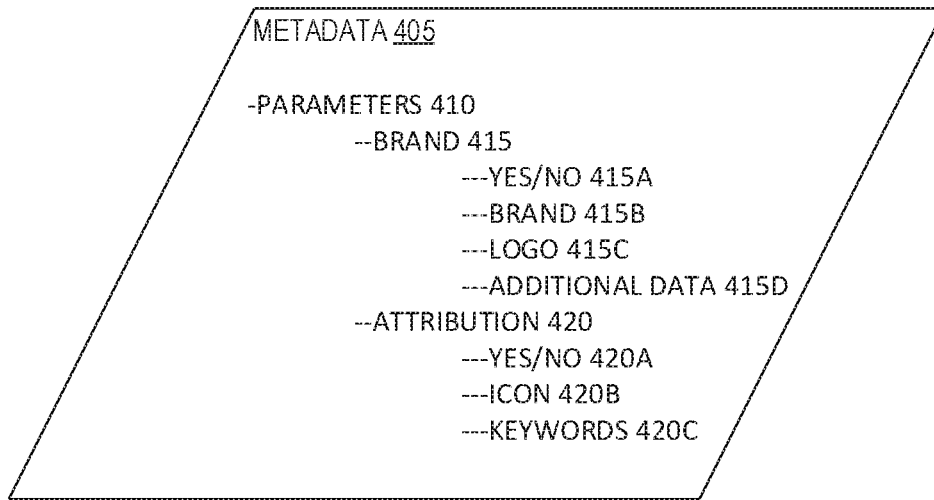 METADATA 405
-PARAMETERS 410
--BRAND 415
---YES/NO 415A
---BRAND 415B
---LOGO 415C
---ADDITIONAL DATA 415D
--ATTRIBUTION 420
---YES/NO 420A
---ICON 420B
---KEYWORDS 420C